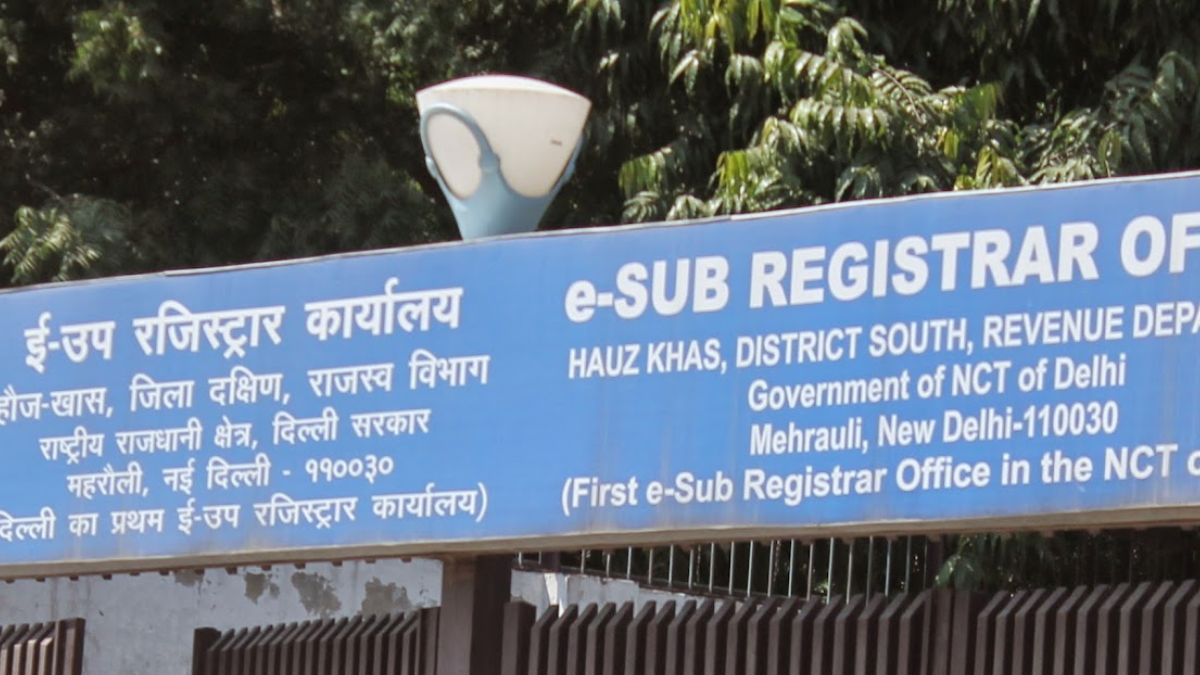 ई-उप रजिस्ट्रार कार्यालय
हौज-खास, जिला दक्षिण, राजस्व विभाग
राष्ट्रीय राजधानी क्षेत्र, दिल्ली सरकार
महरौली, नई दिल्ली - ११००३०
दिल्ली का प्रथम ई-उप रजिस्ट्रार कार्यालय)
e-SUB REGISTRAR
HAUZ KHAS, DISTRICT SOUTH, REVENUE
Government of NCT of Delhi
Mehrauli, New Delhi-110030
(First e-Sub Registrar Office in the NCT